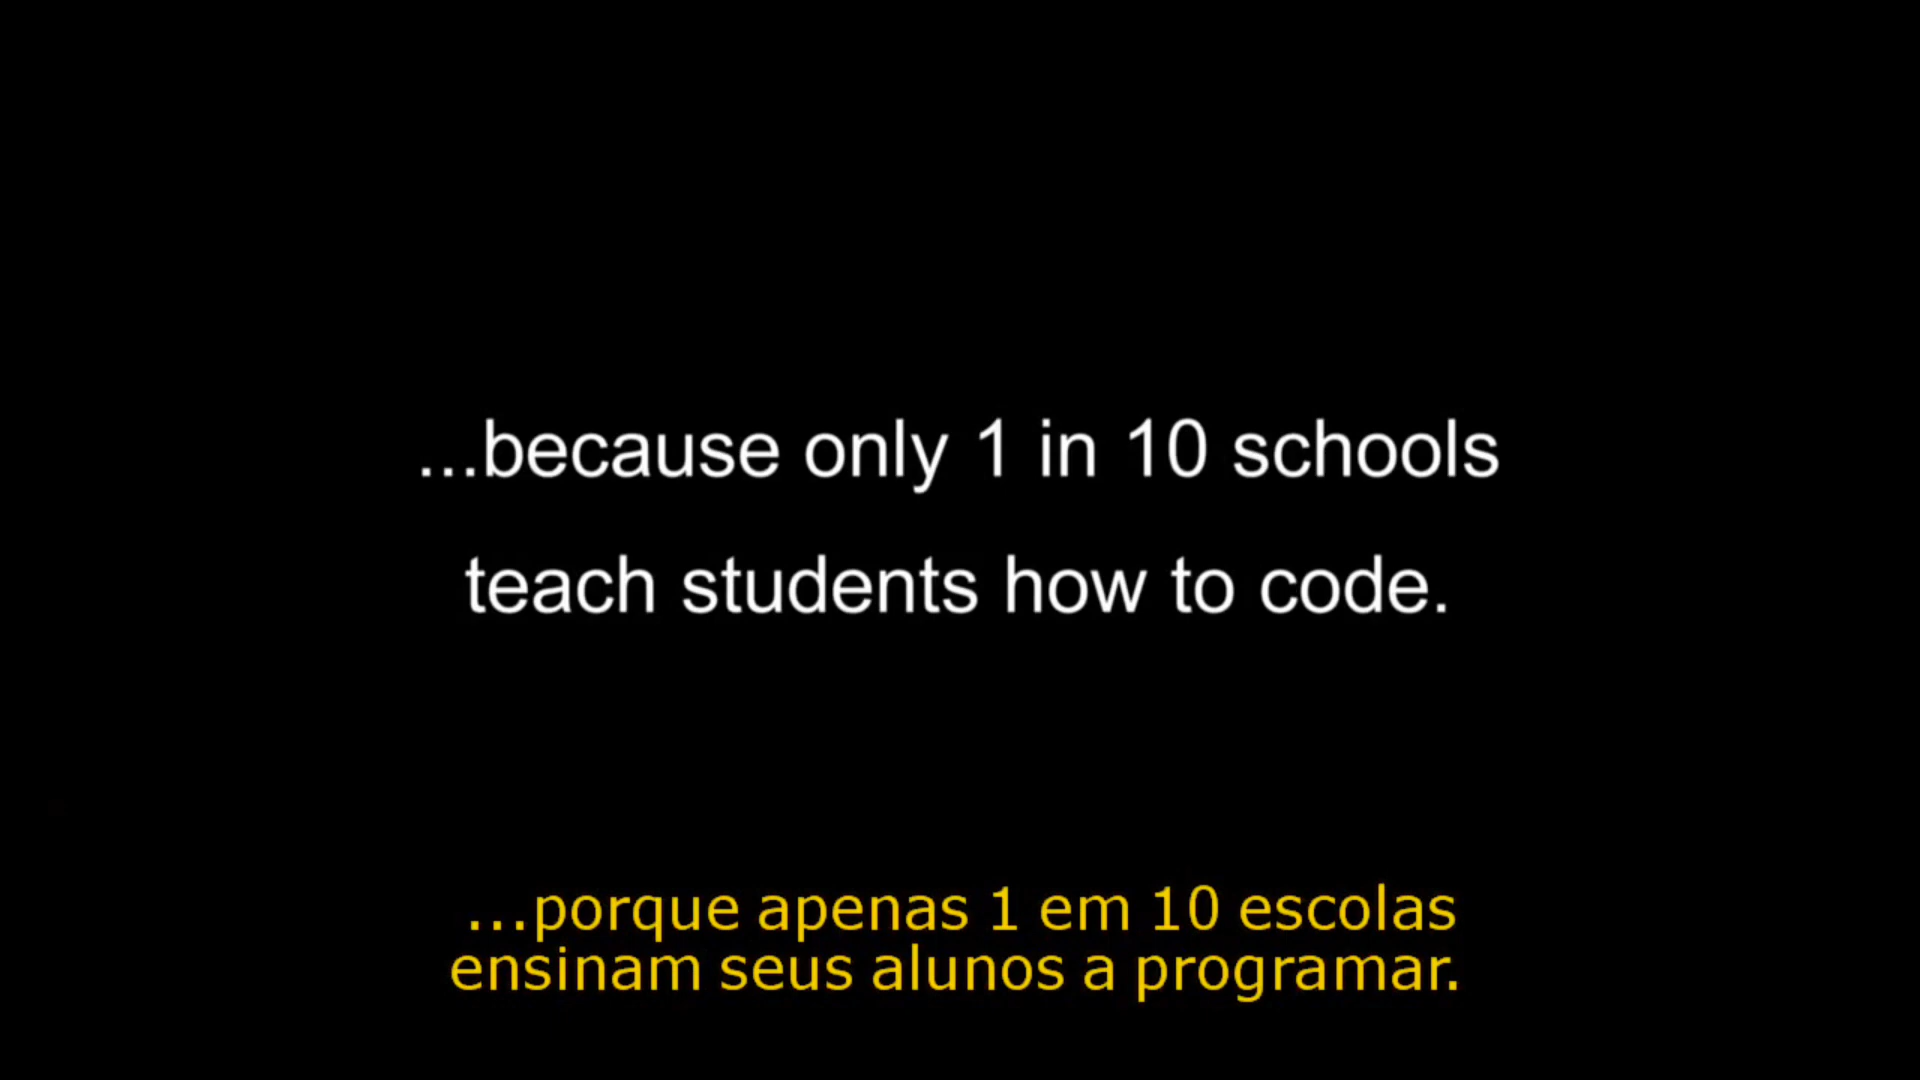 ...because only 1 in 10 schools
teach students how to code.
...porque apenas 1 em 10 escolas
ensinam seus alunos a programar.